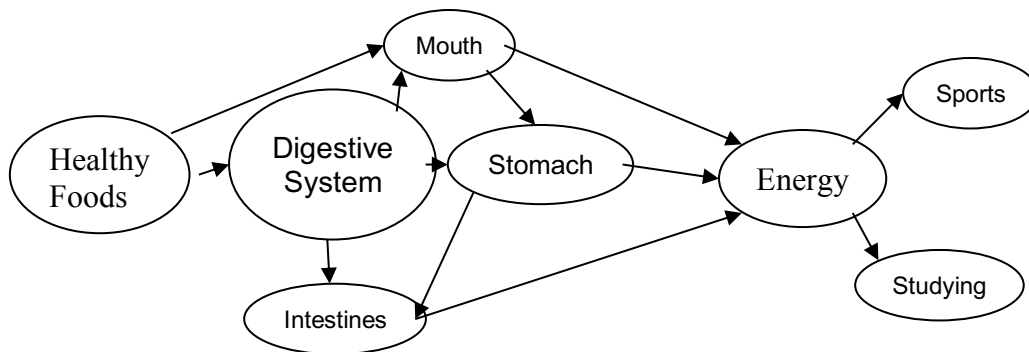 Mouth
Sports
Healthy
Foods
Digestive
System
Stomach
Energy
Intestines
Studying